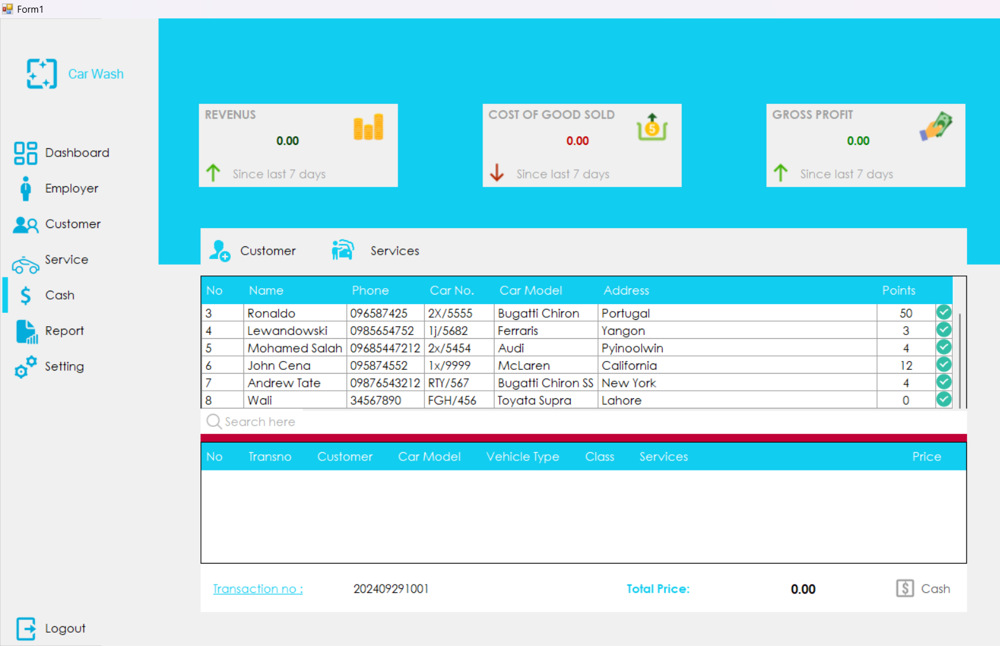 Form1
Car Wash
Dashboard
Employer
Customer
Service
Cash
Report
Setting
Logout
REVENUS
0.00
Since last 7 days
COST OF GOOD SOLD
5
0.00
Since last 7 days
GROSS PROFIT
0.00
Since last 7 days
Customer Services
No Name Phone Car No. Car Model Address Points
3 Ronaldo 096587425 2X/5555 Bugatti Chiron Portugal 50
4 Lewandowski 0985654752 1j/5682 Ferraris Yangon 3
5 Mohamed Salah 09685447212 2x/5454 Audi Pyinoolwin 4
6 John Cena 095874552 1x/9999 McLaren California 12
7 Andrew Tate 09876543212 RTY/567 Bugatti Chiron SS New York 4
8 Wali 34567890 FGH/456 Toyata Supra Lahore 0
Search here
No Transno Customer Car Model Vehicle Type Class Services Price
Transaction no : 202409291001 Total Price: 0.00 $ Cash